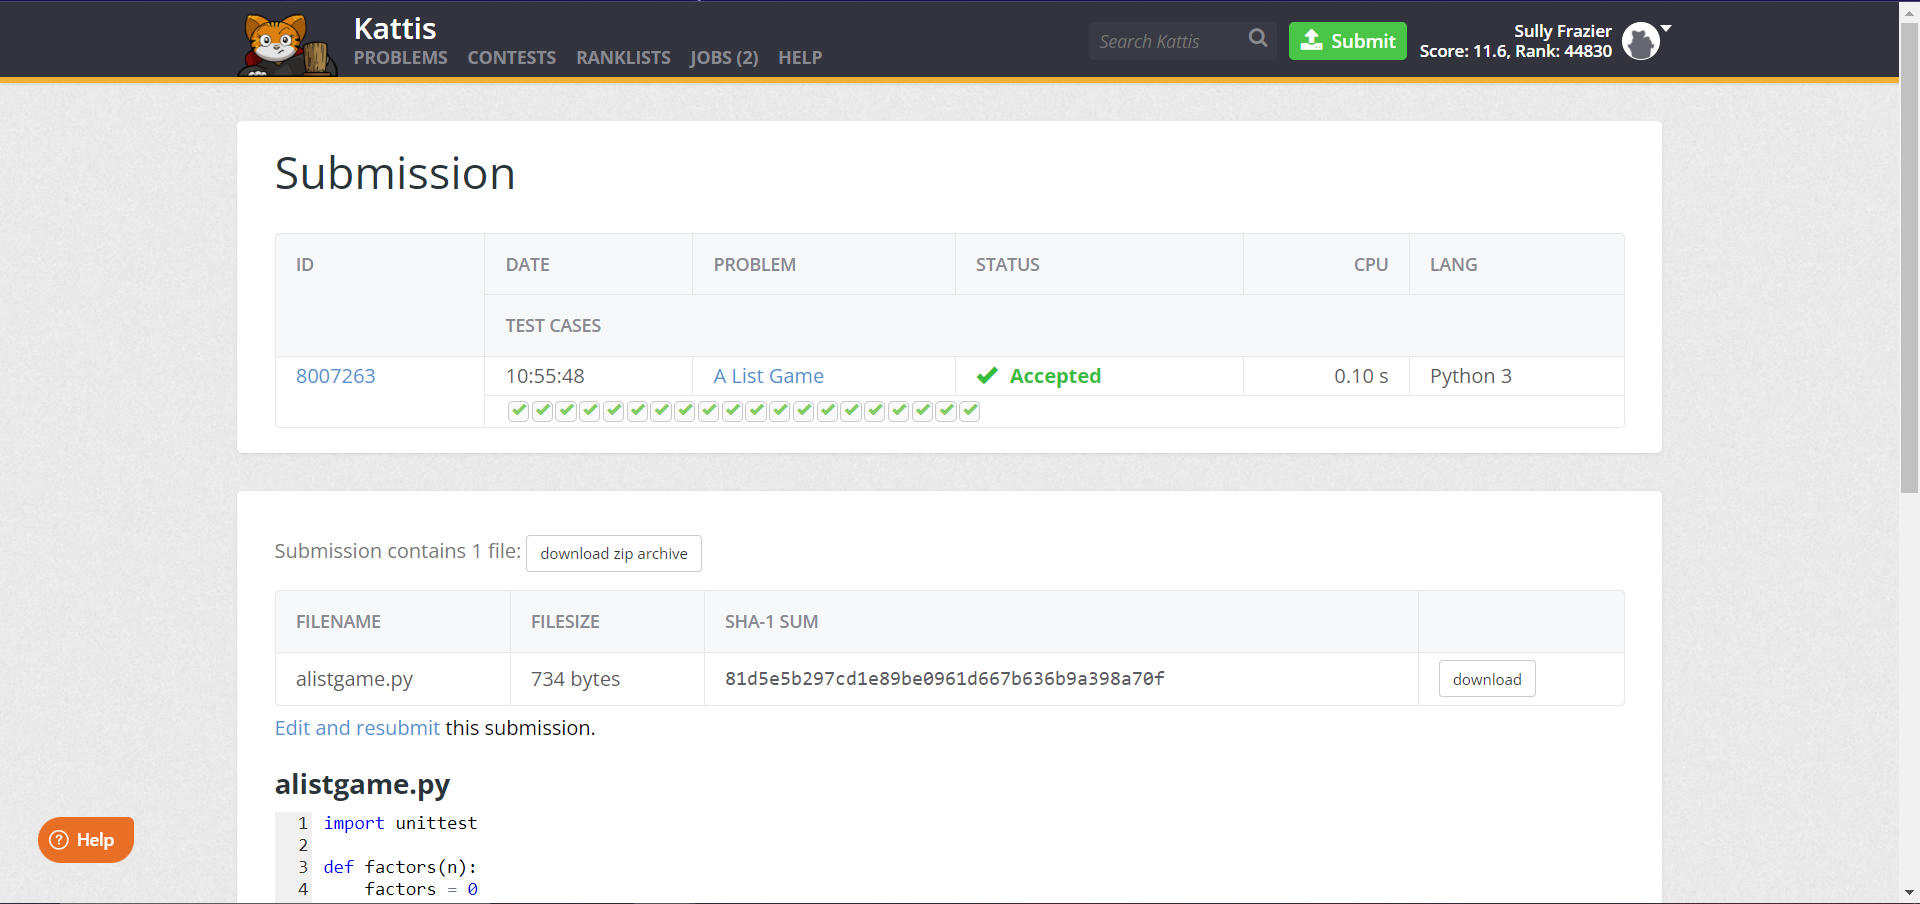 Kattis
PROBLEMS CONTESTS RANKLISTS JOBS (2) HELP
Search Kattis
Submit
Sully Frazier
Score: 11.6, Rank: 44830
Submission
ID DATE PROBLEM STATUS CPU LANG
TEST CASES
8007263 10:55:48 A List Game Accepted 0.10 s Python 3
Submission contains 1 file: download zip archive
FILENAME FILESIZE SHA-1 SUM
alistgame.py 734 bytes 81d5e5b297cd1e89be0961d667b636b9a398a70f download
Edit and resubmit this submission.
alistgame.py
1 import unittest
2
3 def factors(n):
4 factors = 0
? Help